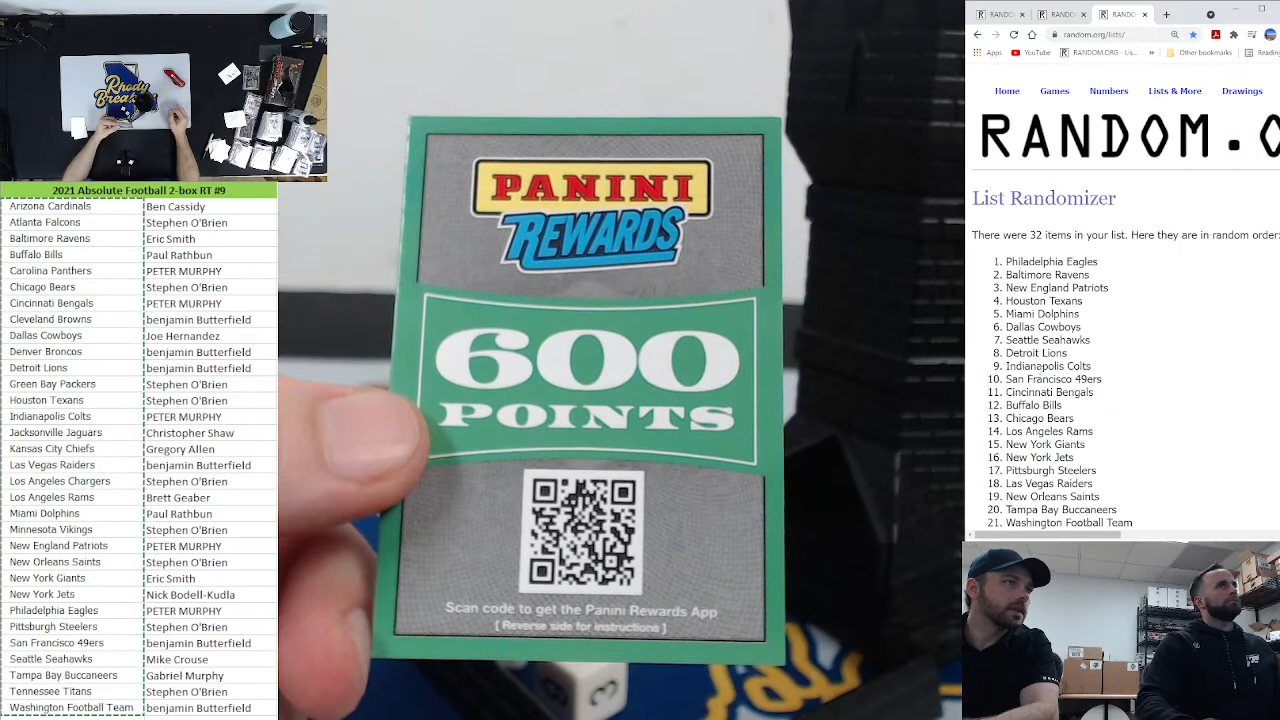 Rhody
2021 Absolute Football 2-box RT #9
Arizona Cardinals Ben Cassidy
Atlanta Falcons Stephen O'Brien
Baltimore Ravens Eric Smith
Buffalo Bills Paul Rathbun
Carolina Panthers PETER MURPHY
Chicago Bears Stephen O'Brien
Cincinnati Bengals PETER MURPHY
Cleveland Browns benjamin Butterfield
Dallas Cowboys Joe Hernandez
Denver Broncos benjamin Butterfield
Detroit Lions benjamin Butterfield
Green Bay Packers Stephen O'Brien
Houston Texans Stephen O'Brien
Indianapolis Colts PETER MURPHY
Jacksonville Jaguars Christopher Shaw
Kansas City Chiefs Gregory Allen
Las Vegas Raiders benjamin Butterfield
Los Angeles Chargers Stephen O'Brien
Los Angeles Rams Brett Geaber
Miami Dolphins Paul Rathbun
Minnesota Vikings Stephen O'Brien
New England Patriots PETER MURPHY
New Orleans Saints Stephen O'Brien
New York Giants Eric Smith
New York Jets Nick Bodell-Kudla
Philadelphia Eagles PETER MURPHY
Pittsburgh Steelers Stephen O'Brien
San Francisco 49ers benjamin Butterfield
Seattle Seahawks Mike Crouse
Tampa Bay Buccaneers Gabriel Murphy
Tennessee Titans Stephen O'Brien
Washington Football Team benjamin Butterfield
PANINI
REWARDS
600
POINTS
Scan code to get the Panini Rewards App
[ Reverse side for instructions ]
3
RANDO RANDO RANDO
random.org/lists/
Apps YouTube RANDOM.ORG - Lis... Other bookmarks Reading
Home Games Numbers Lists & More Drawings
RANDOM.O
List Randomizer
There were 32 items in your list. Here they are in random order:
1. Philadelphia Eagles
2. Baltimore Ravens
3. New England Patriots
4. Houston Texans
5. Miami Dolphins
6. Dallas Cowboys
7. Seattle Seahawks
8. Detroit Lions
9. Indianapolis Colts
10. San Francisco 49ers
11. Cincinnati Bengals
12. Buffalo Bills
13. Chicago Bears
14. Los Angeles Rams
15. New York Giants
16. New York Jets
17. Pittsburgh Steelers
18. Las Vegas Raiders
19. New Orleans Saints
20. Tampa Bay Buccaneers
21. Washington Football Team